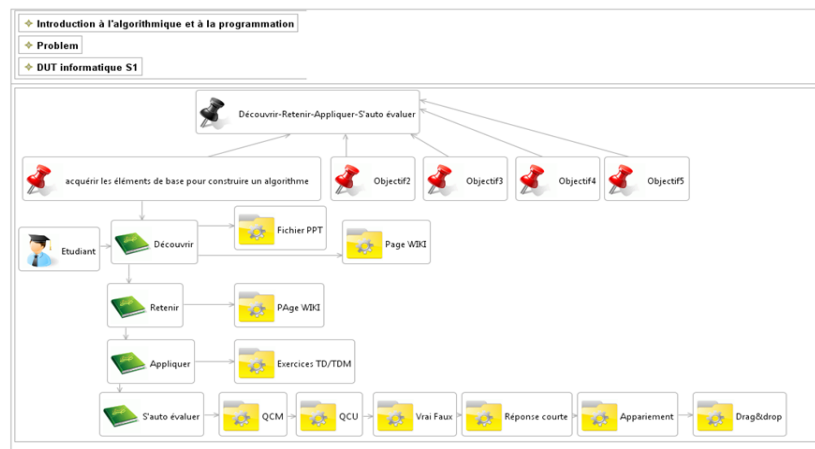 Introduction à l'algorithmique et à la programmation
Problem
DUT informatique S1
Découvrir-Retenir-Appliquer-S'auto évaluer
acquérir les éléments de base pour construire un algorithme
Objectif2
Objectif3
Objectif4
Objectif5
Etudiant
Découvrir
Fichier PPT
Page WIKI
Retenir
PAge WIKI
Appliquer
Exercices TD/TDM
S'auto évaluer
QCM
QCU
Vrai Faux
Réponse courte
Appariement
Drag&drop